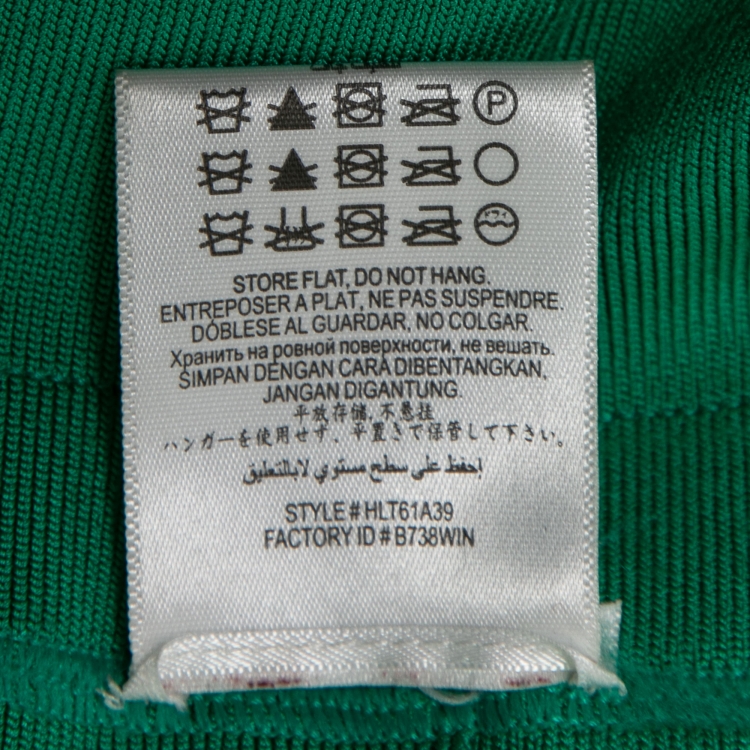 P
STORE FLAT, DO NOT HANG.
ENTREPOSER A PLAT, NE PAS SUSPENDRE.
DÓBLESE AL GUARDAR, NO COLGAR.
Хранить на ровной поверхности, не вешать.
SIMPAN DENGAN CARA DIBENTANGKAN,
JANGAN DIGANTUNG.
平放存储, 不悬挂
ハンガーを使用せず、平置きで保管して下さい。
إحفظ على سطح مستوي لابالتعليق
STYLE # HLT61A39
FACTORY ID # B738WIN